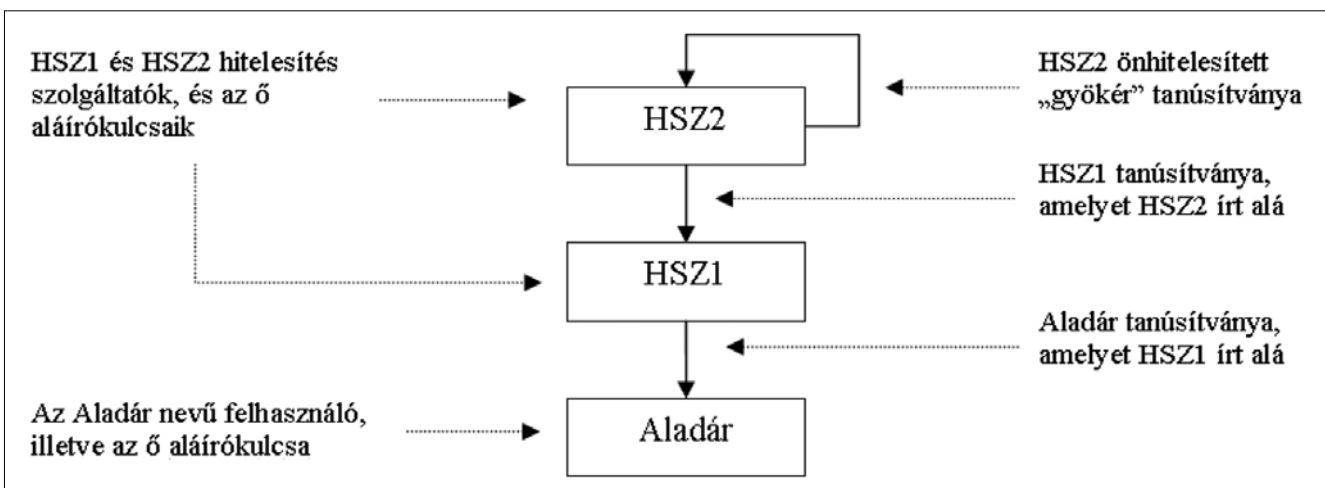 HSZ1 és HSZ2 hitelesítés
szolgáltatók, és az ő
aláírókulcsaik
HSZ2
HSZ2 önhitelesített
„gyökér” tanúsítványa
HSZ1 tanúsítványa,
amelyet HSZ2 írt alá
HSZ1
Aladár tanúsítványa,
amelyet HSZ1 írt alá
Az Aladár nevű felhasználó,
illetve az ő aláírókulcsa
Aladár